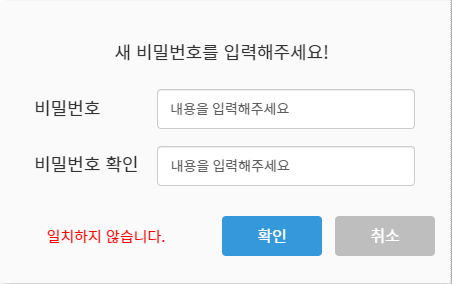 새 비밀번호를 입력해주세요!
비밀번호 내용을 입력해주세요
비밀번호 확인 내용을 입력해주세요
일치하지 않습니다. 확인 취소